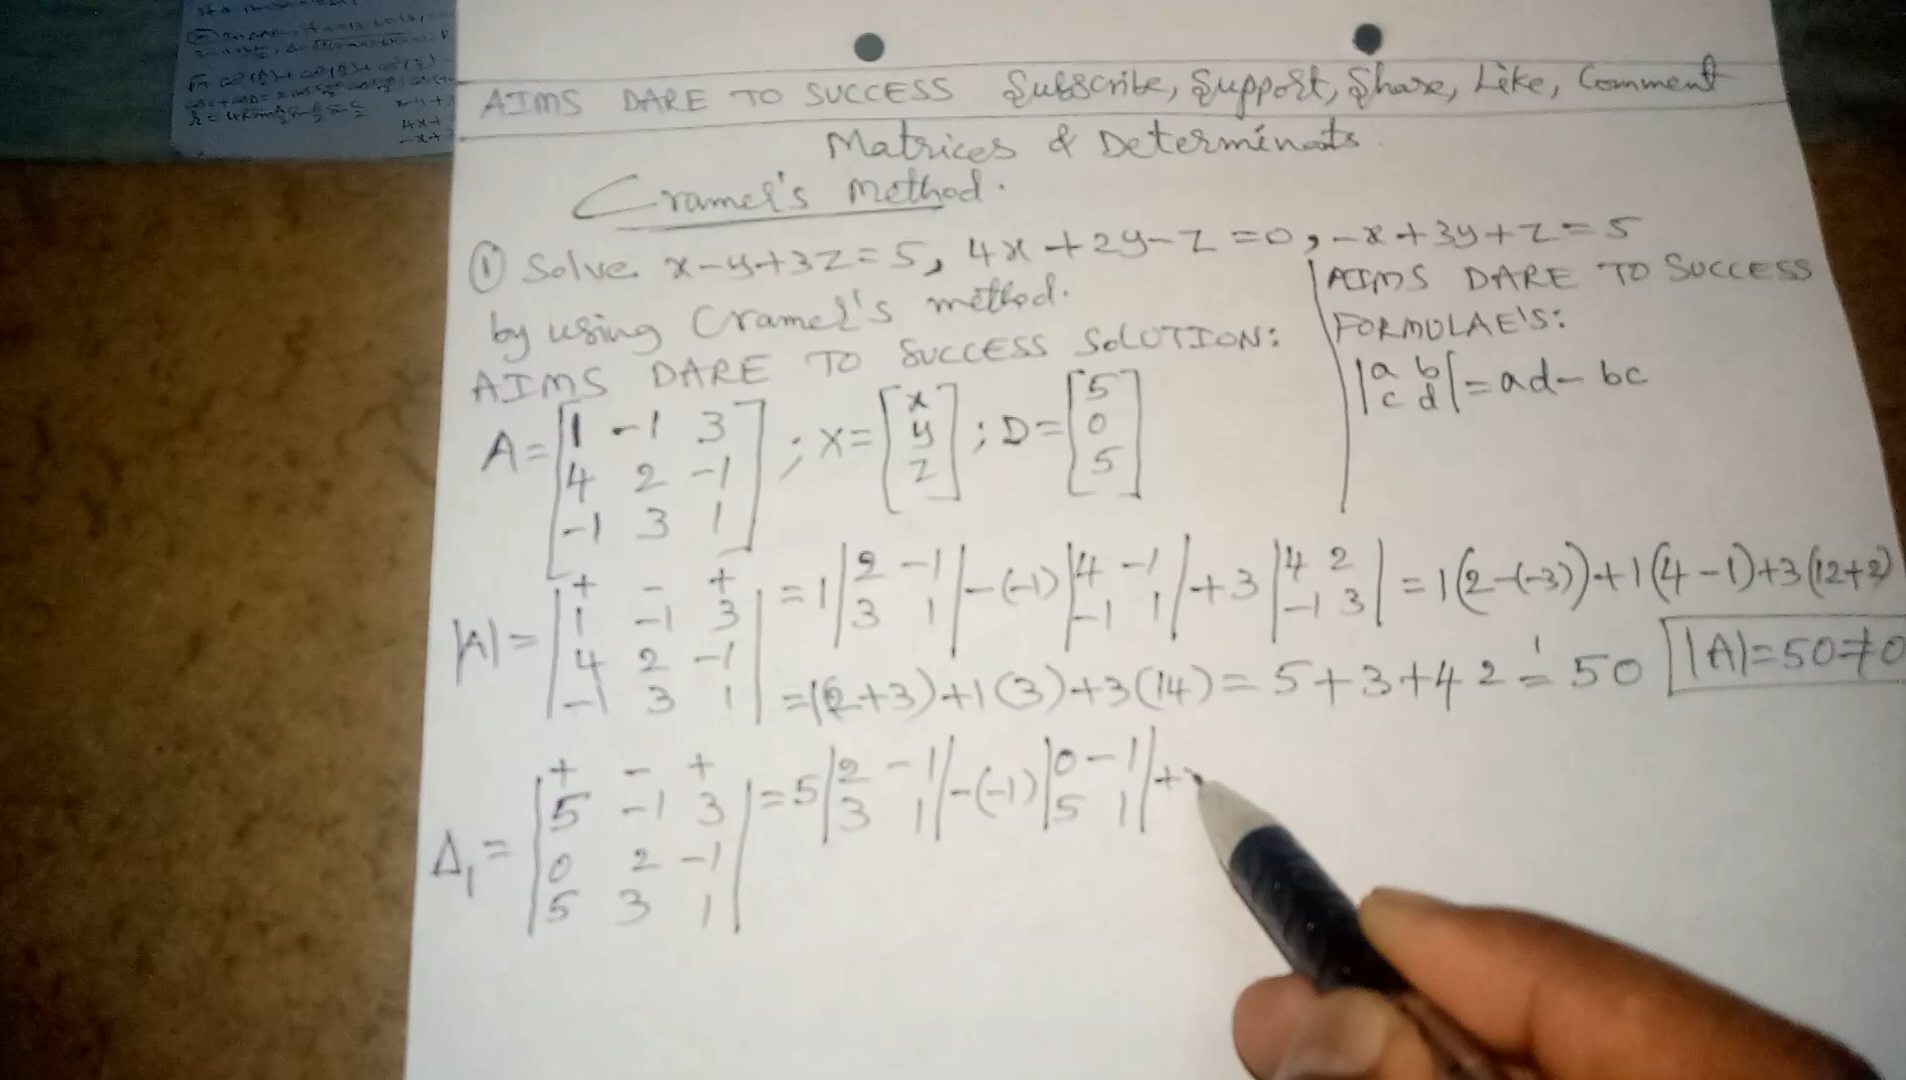 AIMS DARE TO SUCCESS Subscribe, Support, Share, Like, Comment
Matrices & Determinats.
Cramer's Method.
① Solve x-y+3z=5, 4x+2y-z=0, -x+3y+z=5
by using Cramer's method.
AIMS DARE TO SUCCESS SOLUTION:
AIMS DARE TO SUCCESS
FORMULAE'S:
|a b| = ad-bc
|c d|
A = [1 -1 3] ; X = [x] ; D = [5]
[4 2 -1] [y] [0]
[-1 3 1] [z] [5]
+ - +
|A| = |1 -1 3| = 1|2 -1| -(-1)|4 -1| +3|4 2| = 1(2-(-3))+1(4-1)+3(12+2)
|4 2 -1| |3 1| |-1 1| |-1 3|
|-1 3 1| = 1(2+3)+1(3)+3(14) = 5+3+42 = 50 |A|=50≠0
+ - +
Δ₁ = |5 -1 3| = 5|2 -1| -(-1)|0 -1| +
|0 2 -1| |3 1| |5 1|
|5 3 1|